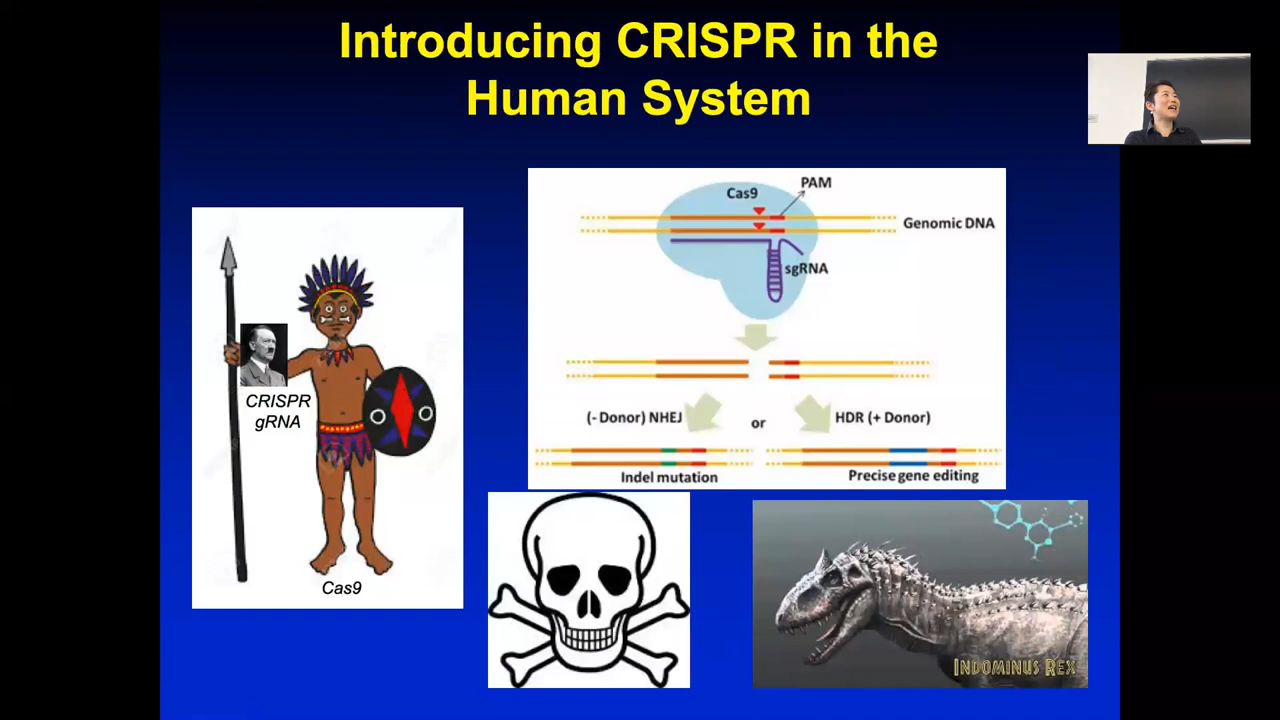 Introducing CRISPR in the
Human System
CRISPR
gRNA
Cas9
Cas9
PAM
Genomic DNA
sgRNA
(- Donor) NHEJ
or
HDR (+ Donor)
Indel mutation
Precise gene editing
INDOMINUS REX